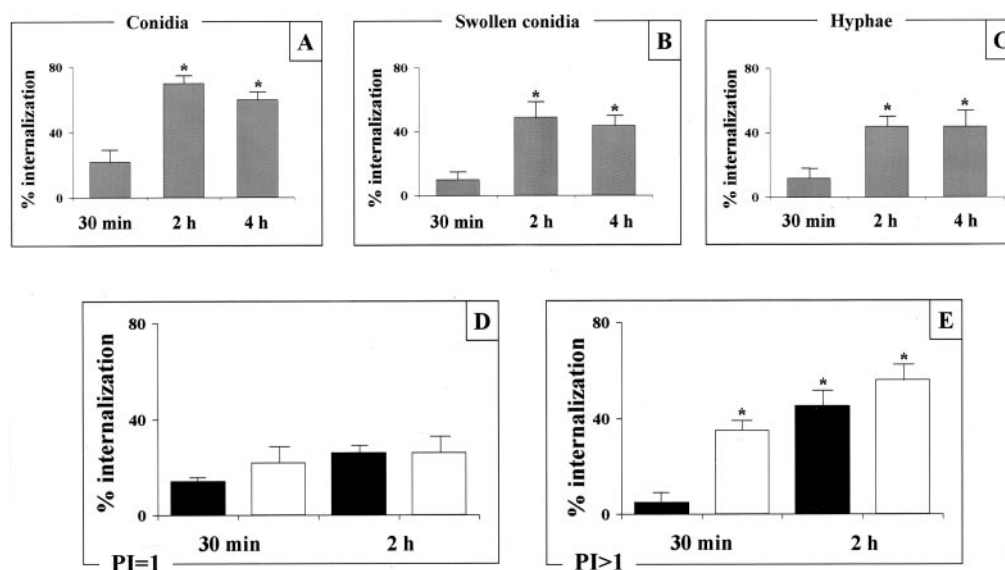 Conidia
A
% internalization
80
40
0
*
*
30 min 2 h 4 h
Swollen conidia
B
% internalization
80
40
0
*
*
30 min 2 h 4 h
Hyphae
C
% internalization
80
40
0
*
*
30 min 2 h 4 h
D
% internalization
80
40
0
30 min 2 h
PI=1
E
% internalization
80
40
0
*
*
*
30 min 2 h
PI>1